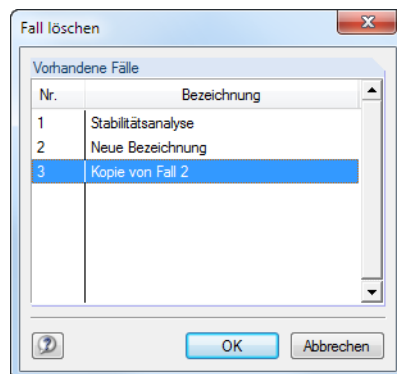 Fall löschen
Vorhandene Fälle
Nr. Bezeichnung
1 Stabilitätsanalyse
2 Neue Bezeichnung
3 Kopie von Fall 2
OK Abbrechen